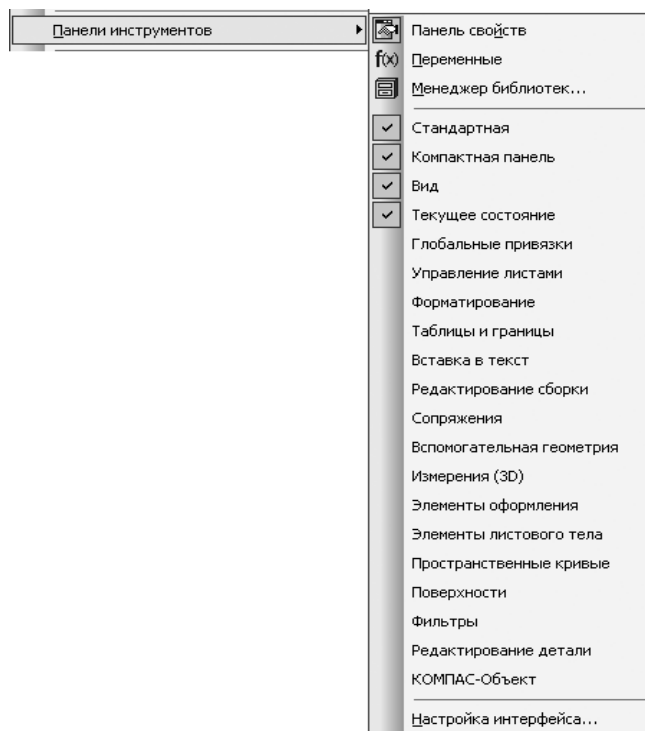 Панели инструментов
Панель свойств
f(x) Переменные
Менеджер библиотек...
Стандартная
Компактная панель
Вид
Текущее состояние
Глобальные привязки
Управление листами
Форматирование
Таблицы и границы
Вставка в текст
Редактирование сборки
Сопряжения
Вспомогательная геометрия
Измерения (3D)
Элементы оформления
Элементы листового тела
Пространственные кривые
Поверхности
Фильтры
Редактирование детали
КОМПАС-Объект
Настройка интерфейса...